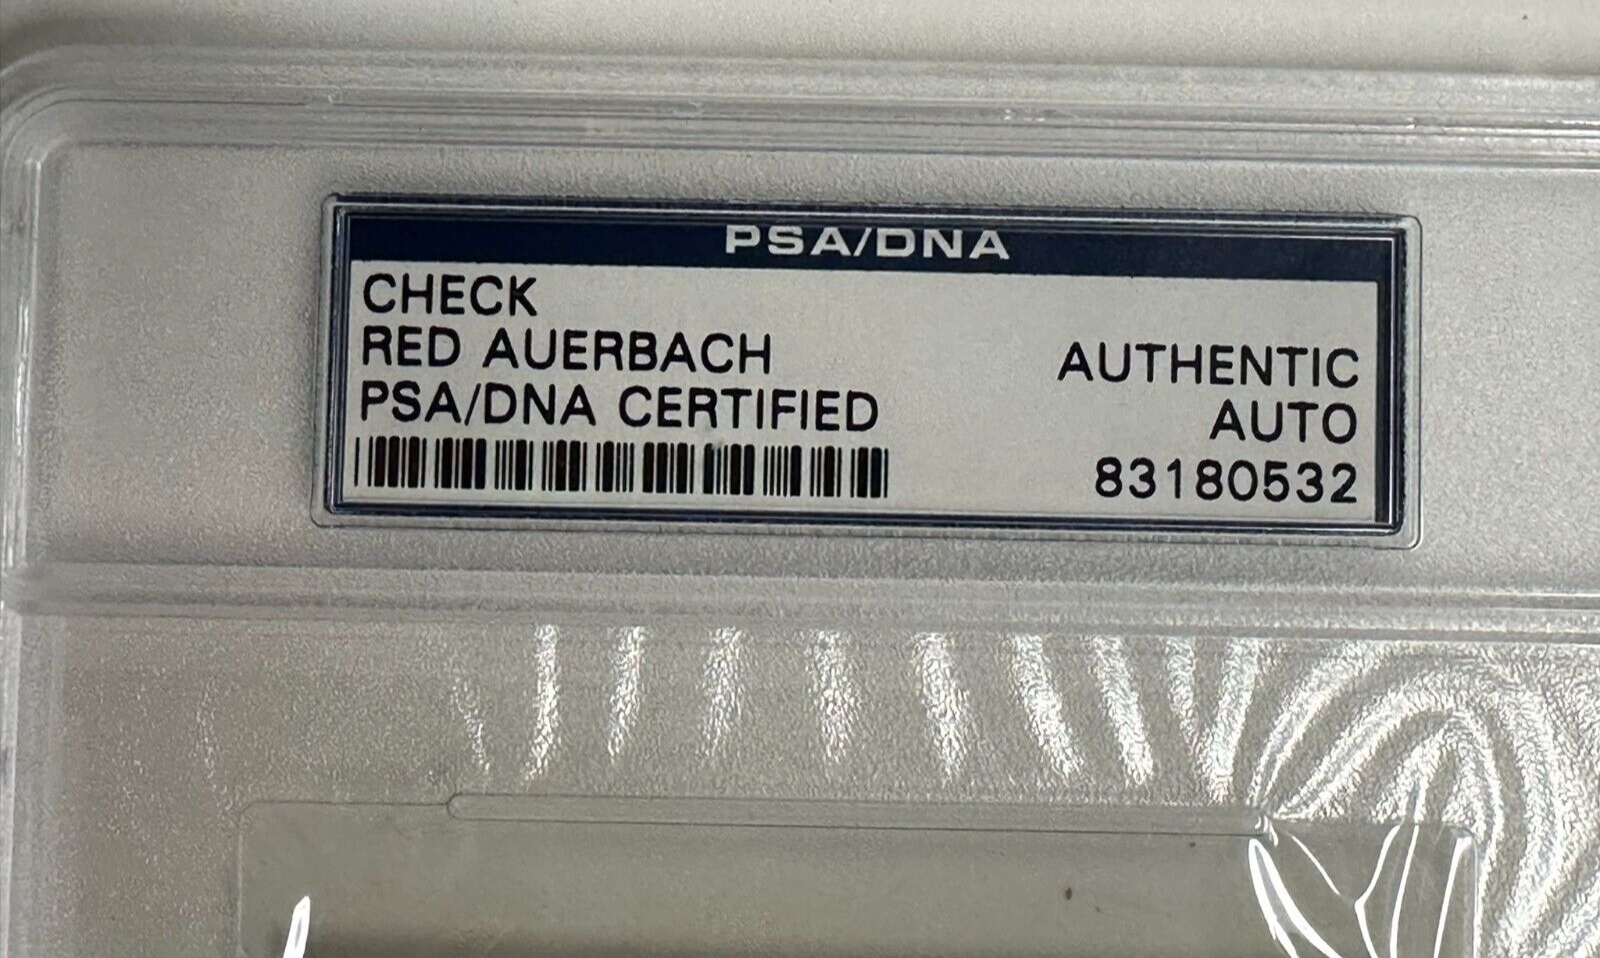 PSA/DNA
CHECK
RED AUERBACH
PSA/DNA CERTIFIED
AUTHENTIC
AUTO
83180532